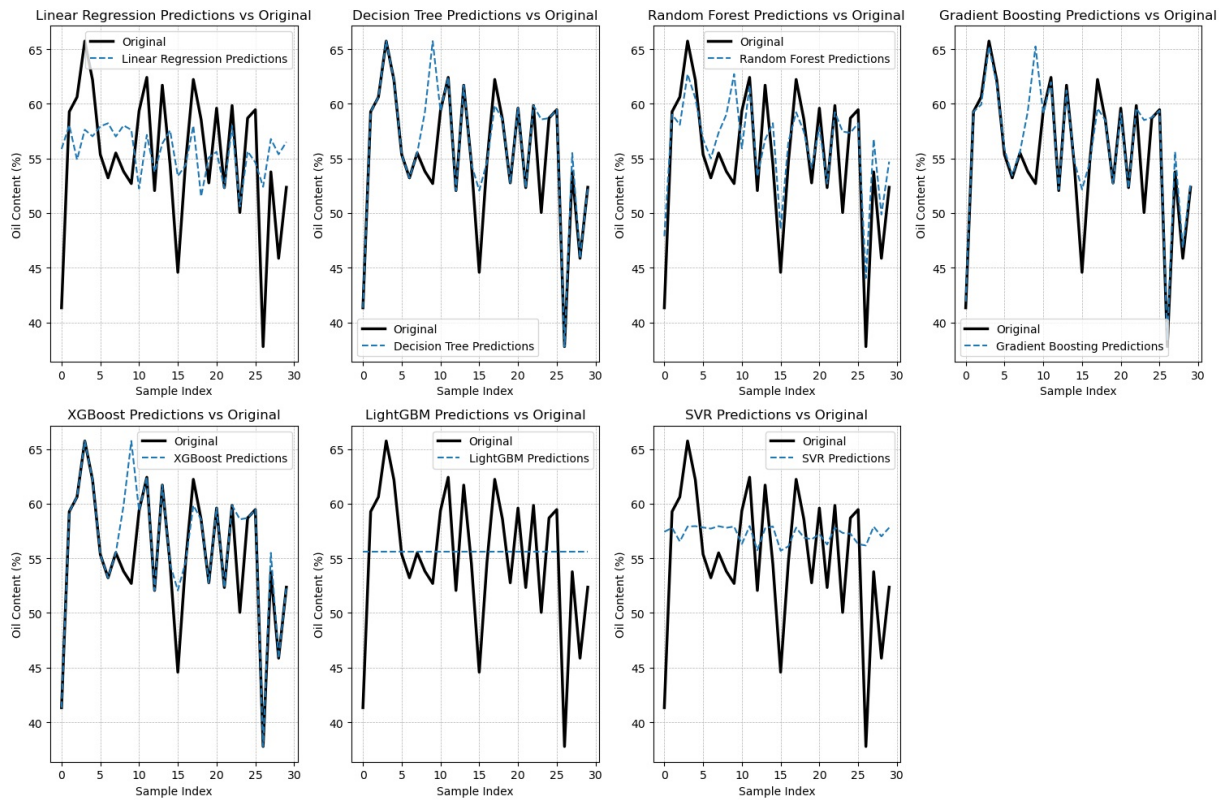 Linear Regression Predictions vs Original
Original
Linear Regression Predictions
Oil Content (%)
65
60
55
50
45
40
0 5 10 15 20 25 30
Sample Index
Decision Tree Predictions vs Original
Oil Content (%)
65
60
55
50
45
40
Original
Decision Tree Predictions
0 5 10 15 20 25 30
Sample Index
Random Forest Predictions vs Original
Original
Random Forest Predictions
Oil Content (%)
65
60
55
50
45
40
0 5 10 15 20 25 30
Sample Index
Gradient Boosting Predictions vs Original
Oil Content (%)
65
60
55
50
45
40
Original
Gradient Boosting Predictions
0 5 10 15 20 25 30
Sample Index
XGBoost Predictions vs Original
Original
XGBoost Predictions
Oil Content (%)
65
60
55
50
45
40
0 5 10 15 20 25 30
Sample Index
LightGBM Predictions vs Original
Original
LightGBM Predictions
Oil Content (%)
65
60
55
50
45
40
0 5 10 15 20 25 30
Sample Index
SVR Predictions vs Original
Original
SVR Predictions
Oil Content (%)
65
60
55
50
45
40
0 5 10 15 20 25 30
Sample Index